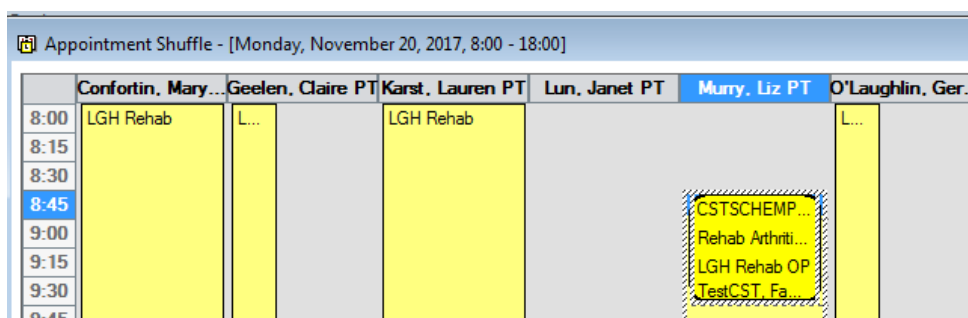 Appointment Shuffle - [Monday, November 20, 2017, 8:00 - 18:00]
Confortin, Mary... Geelen, Claire PT Karst, Lauren PT Lun, Janet PT Murry, Liz PT O'Laughlin, Ger.
8:00 LGH Rehab L... LGH Rehab L...
8:15
8:30
8:45 CSTSCHEMP...
9:00 Rehab Arthriti...
9:15 LGH Rehab OP
9:30 TestCST, Fa...
9:45